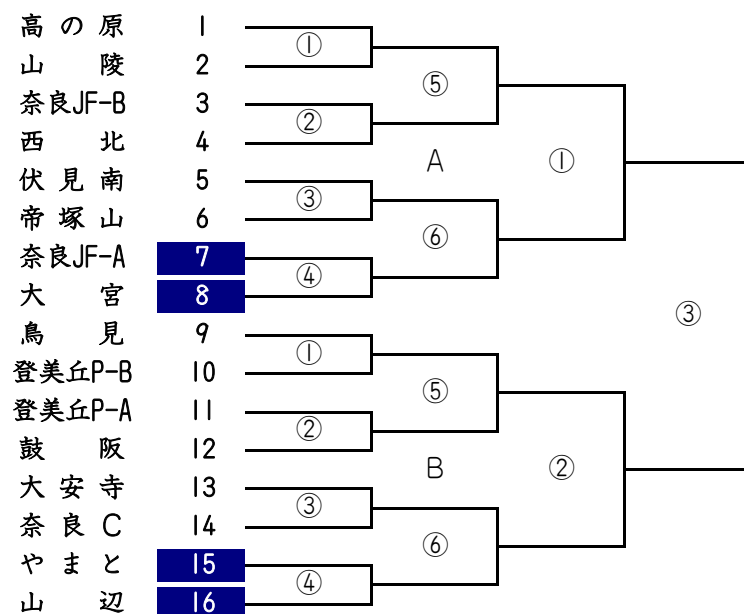 高の原 1
①
山陵 2
⑤
奈良JF-B 3
②
西北 4
A ①
伏見南 5
③
帝塚山 6
⑥
奈良JF-A 7
④
大宮 8
③
鳥見 9
①
登美丘P-B 10
⑤
登美丘P-A 11
②
鼓阪 12
B ②
大安寺 13
③
奈良C 14
⑥
やまと 15
④
山辺 16